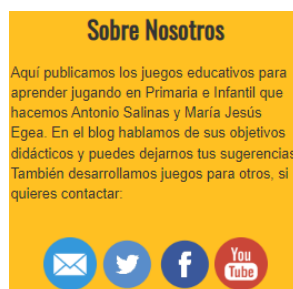 Sobre Nosotros
Aquí publicamos los juegos educativos para
aprender jugando en Primaria e Infantil que
hacemos Antonio Salinas y María Jesús
Egea. En el blog hablamos de sus objetivos
didácticos y puedes dejarnos tus sugerencias
También desarrollamos juegos para otros, si
quieres contactar:
f
You
Tube